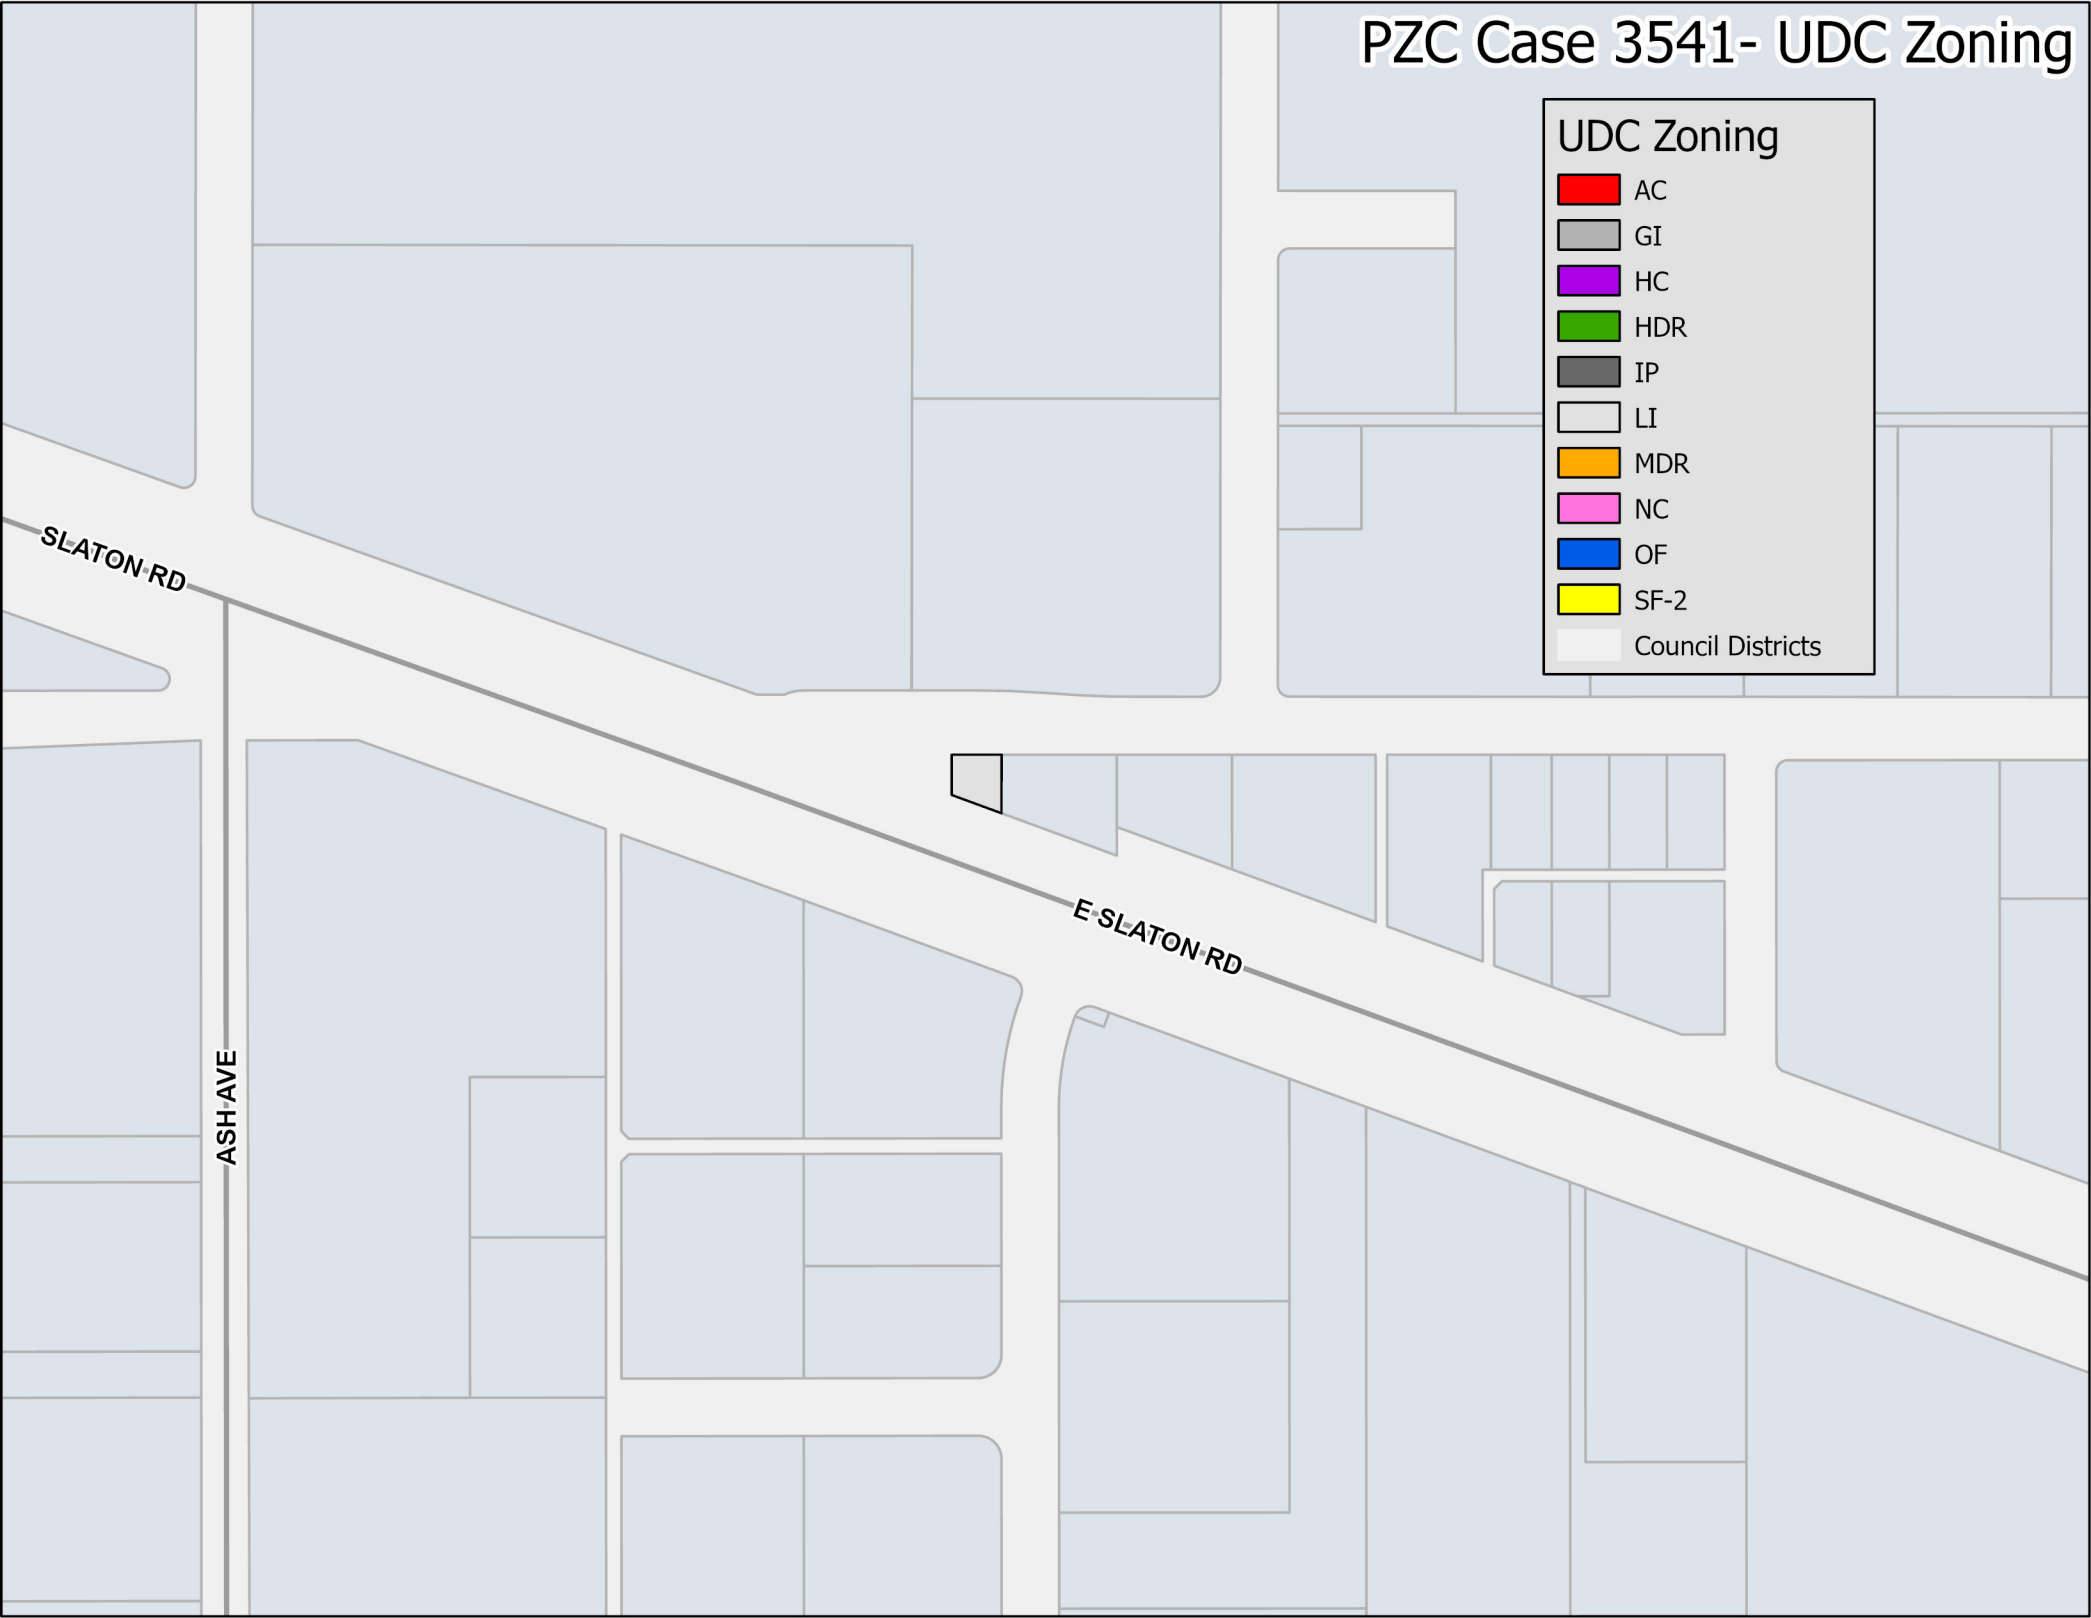 PZC Case 3541- UDC Zoning
UDC Zoning
AC
GI
HC
HDR
IP
LI
MDR
NC
OF
SF-2
Council Districts
SLATON RD
E SLATON RD
ASH AVE